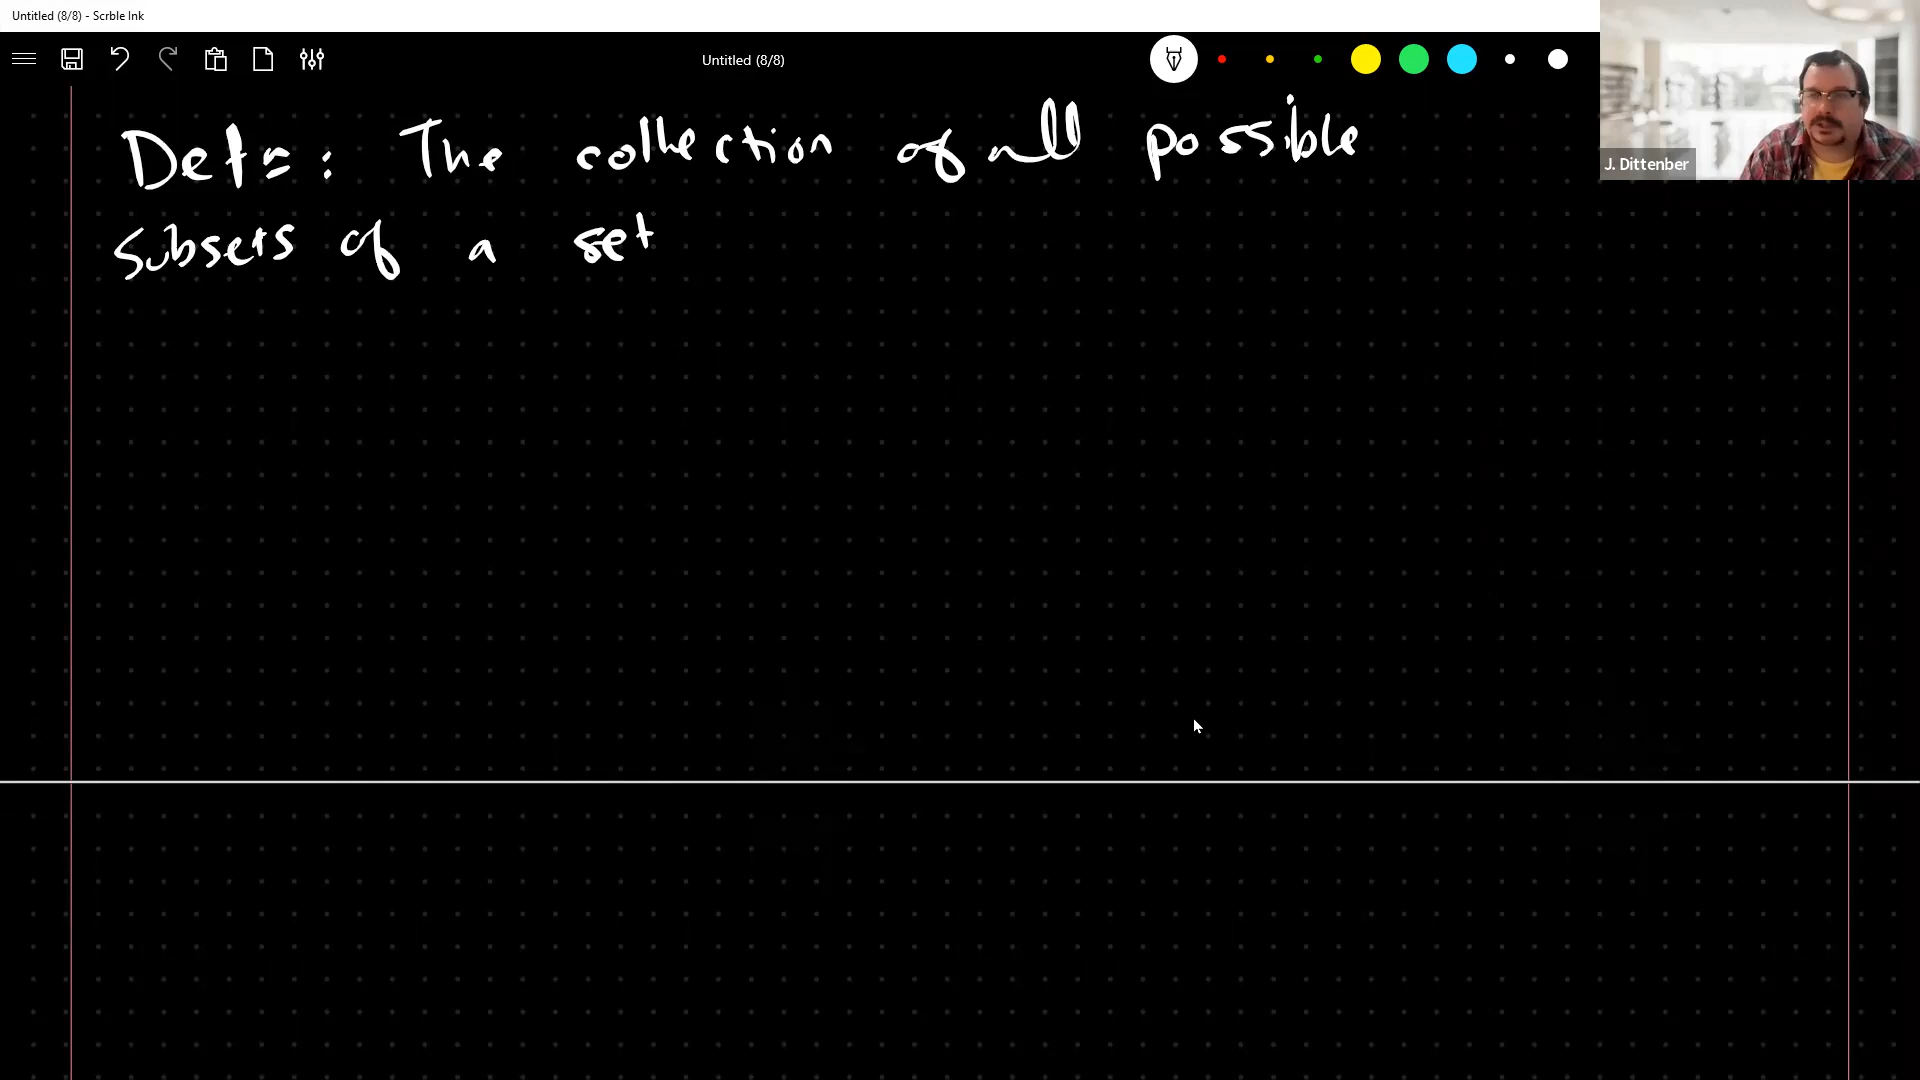 Untitled (8/8) - Scrble Ink
Untitled (8/8)
J. Dittenber
Defn: The collection of all possible
subsets of a set